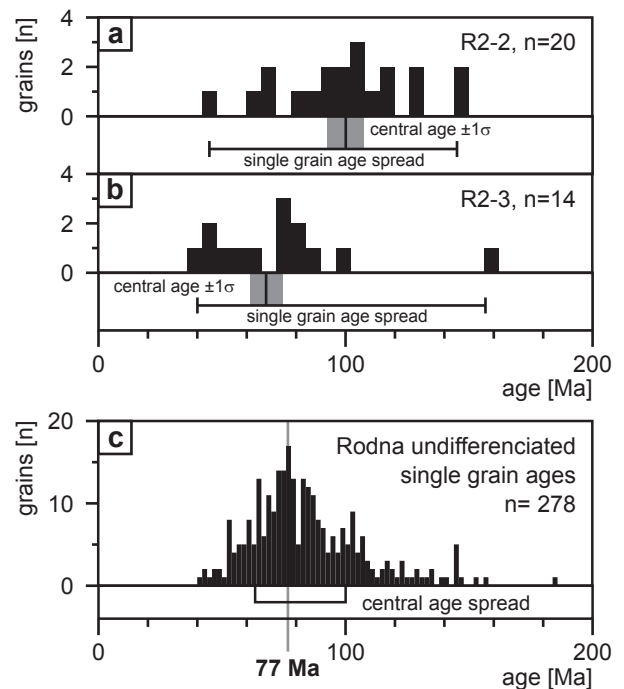 grains [n]
4
2
0
a
R2-2, n=20
central age ±1σ
single grain age spread
4
2
0
b
R2-3, n=14
central age ±1σ
single grain age spread
0
100
200
age [Ma]
grains [n]
20
10
0
c
Rodna undifferenciated
single grain ages
n= 278
central age spread
0
77 Ma
100
200
age [Ma]